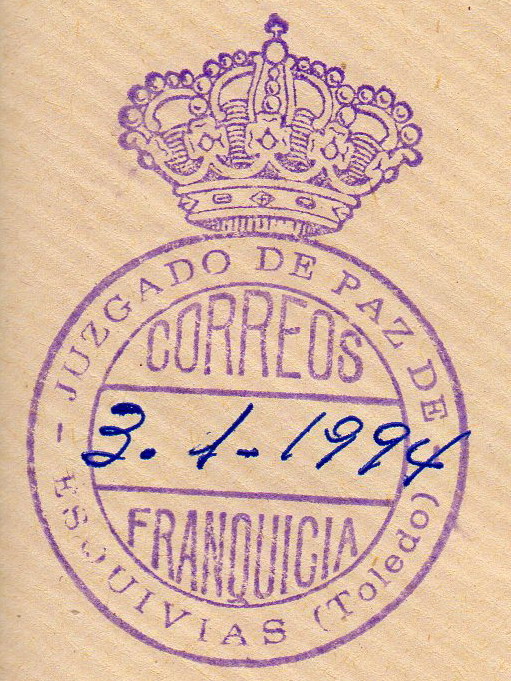 JUZGADO DE PAZ DE
CORREOS
3. 1. 1994
FRANQUICIA
ESQUIVIAS (Toledo)